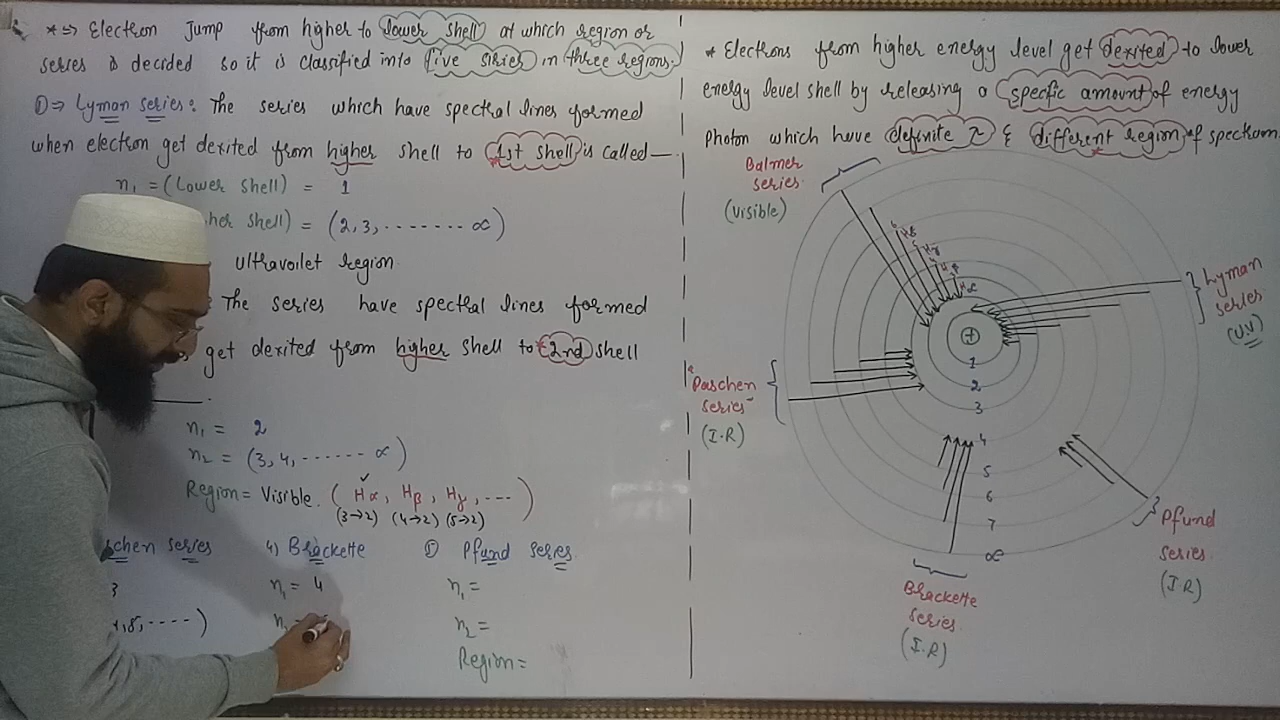 *⇒ Electron Jump from higher to lower shell at which region or
series is decided so it is classified into five series in three regions.
①⇒ Lyman series: The series which have spectral lines formed
when electron get dexited from higher shell to 1st shell is called—.
n₁ = (Lower shell) = 1
her shell) = (2,3,........ ∝)
ultravoilet region
The series have spectral lines formed
get dexited from higher shell to 2nd shell
n₁ = 2
n₂ = (3,4,...... ∝)
Region = Visible. (Hα, Hβ, Hγ, ...)
(3→2) (4→2) (5→2)
schen series 4) Brackette ⑤ Pfund series
3 n₁ = 4 n₁ =
,5,----) n₂ =
Region =
* Electrons from higher energy level get dexited to lower
energy level shell by releasing a specfic amount of energy
photon which have definite λ & different region of spectrum
Balmer
series
(Visible)
Hα
Lyman
series
(U.V)
+
1
2
3
4
5
6
7
∝
Paschen
series
(I.R)
Pfund
series
(I.R)
Brackette
series
(I.R)